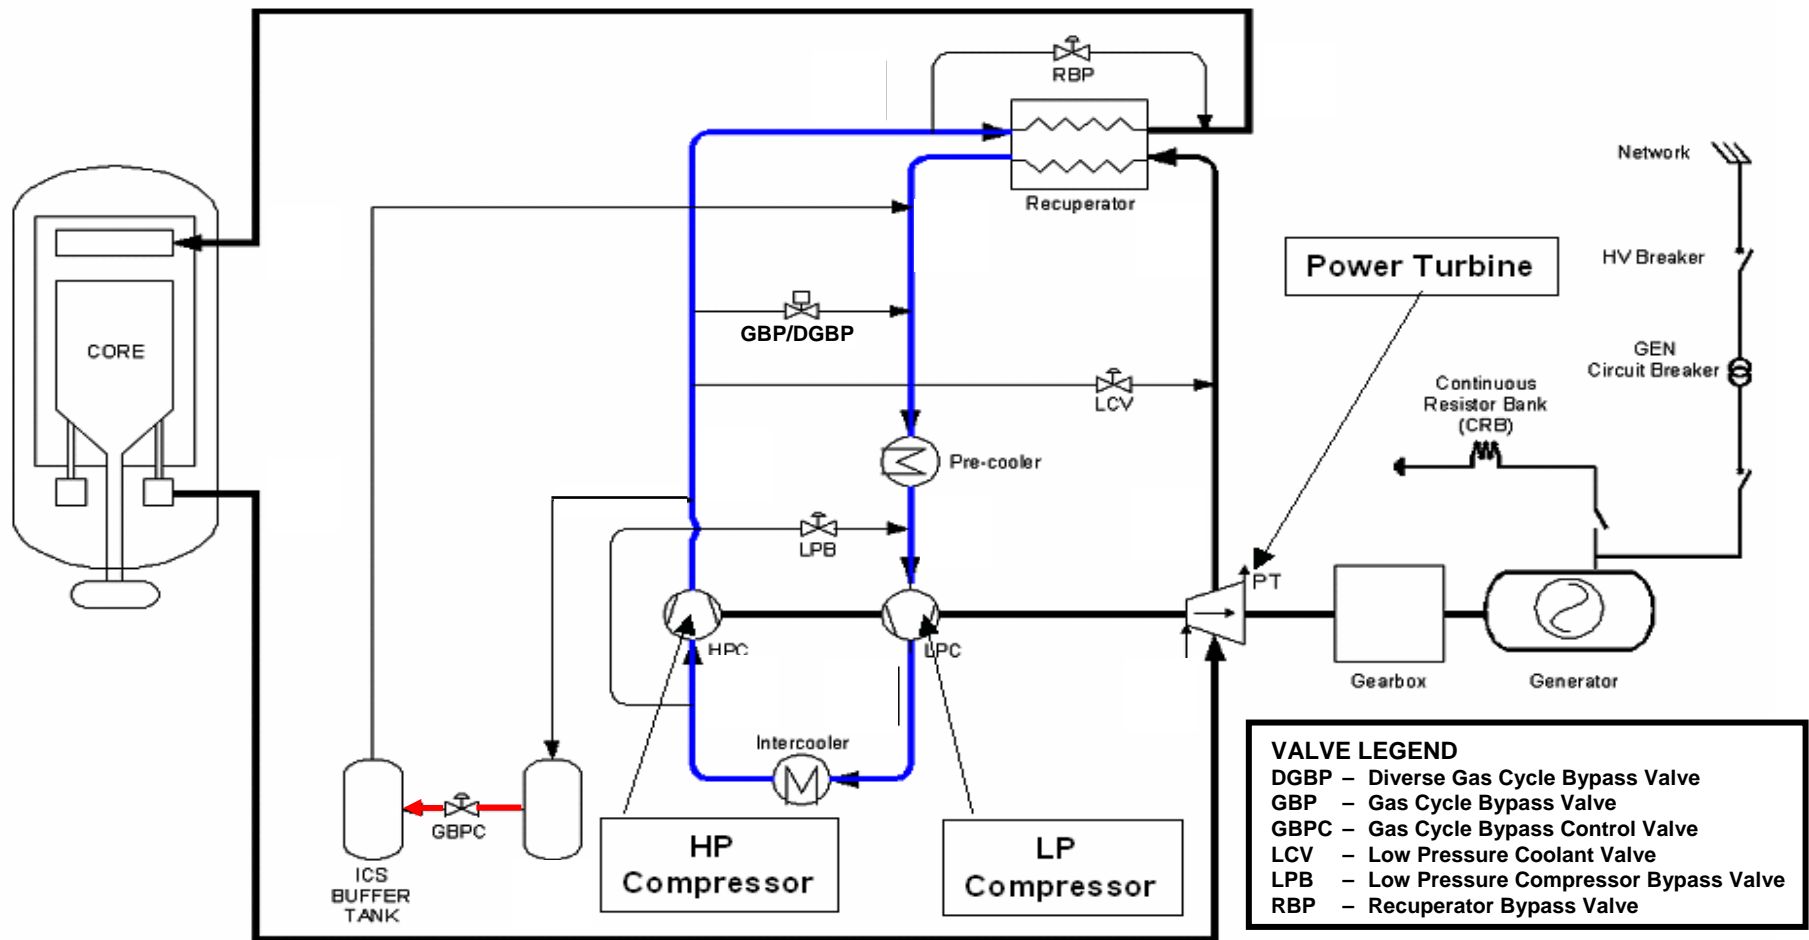 RBP
Recuperator
Network
HV Breaker
GEN
Circuit Breaker
Power Turbine
Continuous
Resistor Bank
(CRB)
CORE
GBP/DGBP
LCV
Pre-cooler
LPB
PT
HPC
LPC
Gearbox
Generator
Intercooler
GBPC
ICS
BUFFER
TANK
HP
Compressor
LP
Compressor
VALVE LEGEND
DGBP – Diverse Gas Cycle Bypass Valve
GBP – Gas Cycle Bypass Valve
GBPC – Gas Cycle Bypass Control Valve
LCV – Low Pressure Coolant Valve
LPB – Low Pressure Compressor Bypass Valve
RBP – Recuperator Bypass Valve